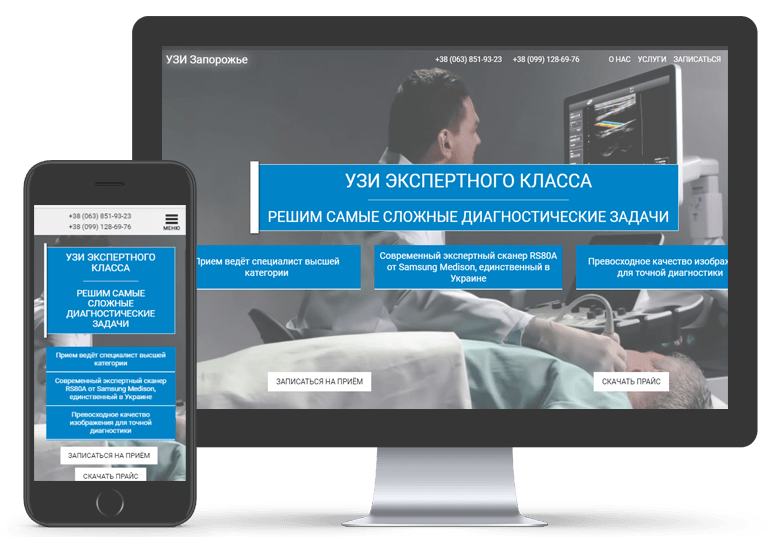 УЗИ Запорожье
+38 (063) 851-93-23 +38 (099) 128-69-76 О НАС УСЛУГИ ЗАПИСАТЬСЯ
УЗИ ЭКСПЕРТНОГО КЛАССА
РЕШИМ САМЫЕ СЛОЖНЫЕ ДИАГНОСТИЧЕСКИЕ ЗАДАЧИ
Прием ведёт специалист высшей
категории
Современный экспертный сканер RS80A
от Samsung Medison, единственный в
Украине
Превосходное качество изображ
для точной диагностики
ЗАПИСАТЬСЯ НА ПРИЁМ
СКАЧАТЬ ПРАЙС
+38 (063) 851-93-23
+38 (099) 128-69-76
МЕНЮ
УЗИ ЭКСПЕРТНОГО
КЛАССА
РЕШИМ САМЫЕ
СЛОЖНЫЕ
ДИАГНОСТИЧЕСКИЕ
ЗАДАЧИ
Прием ведёт специалист высшей
категории
Современный экспертный сканер
RS80A от Samsung Medison,
единственный в Украине
Превосходное качество
изображения для точной
диагностики
ЗАПИСАТЬСЯ НА ПРИЁМ
СКАЧАТЬ ПРАЙС